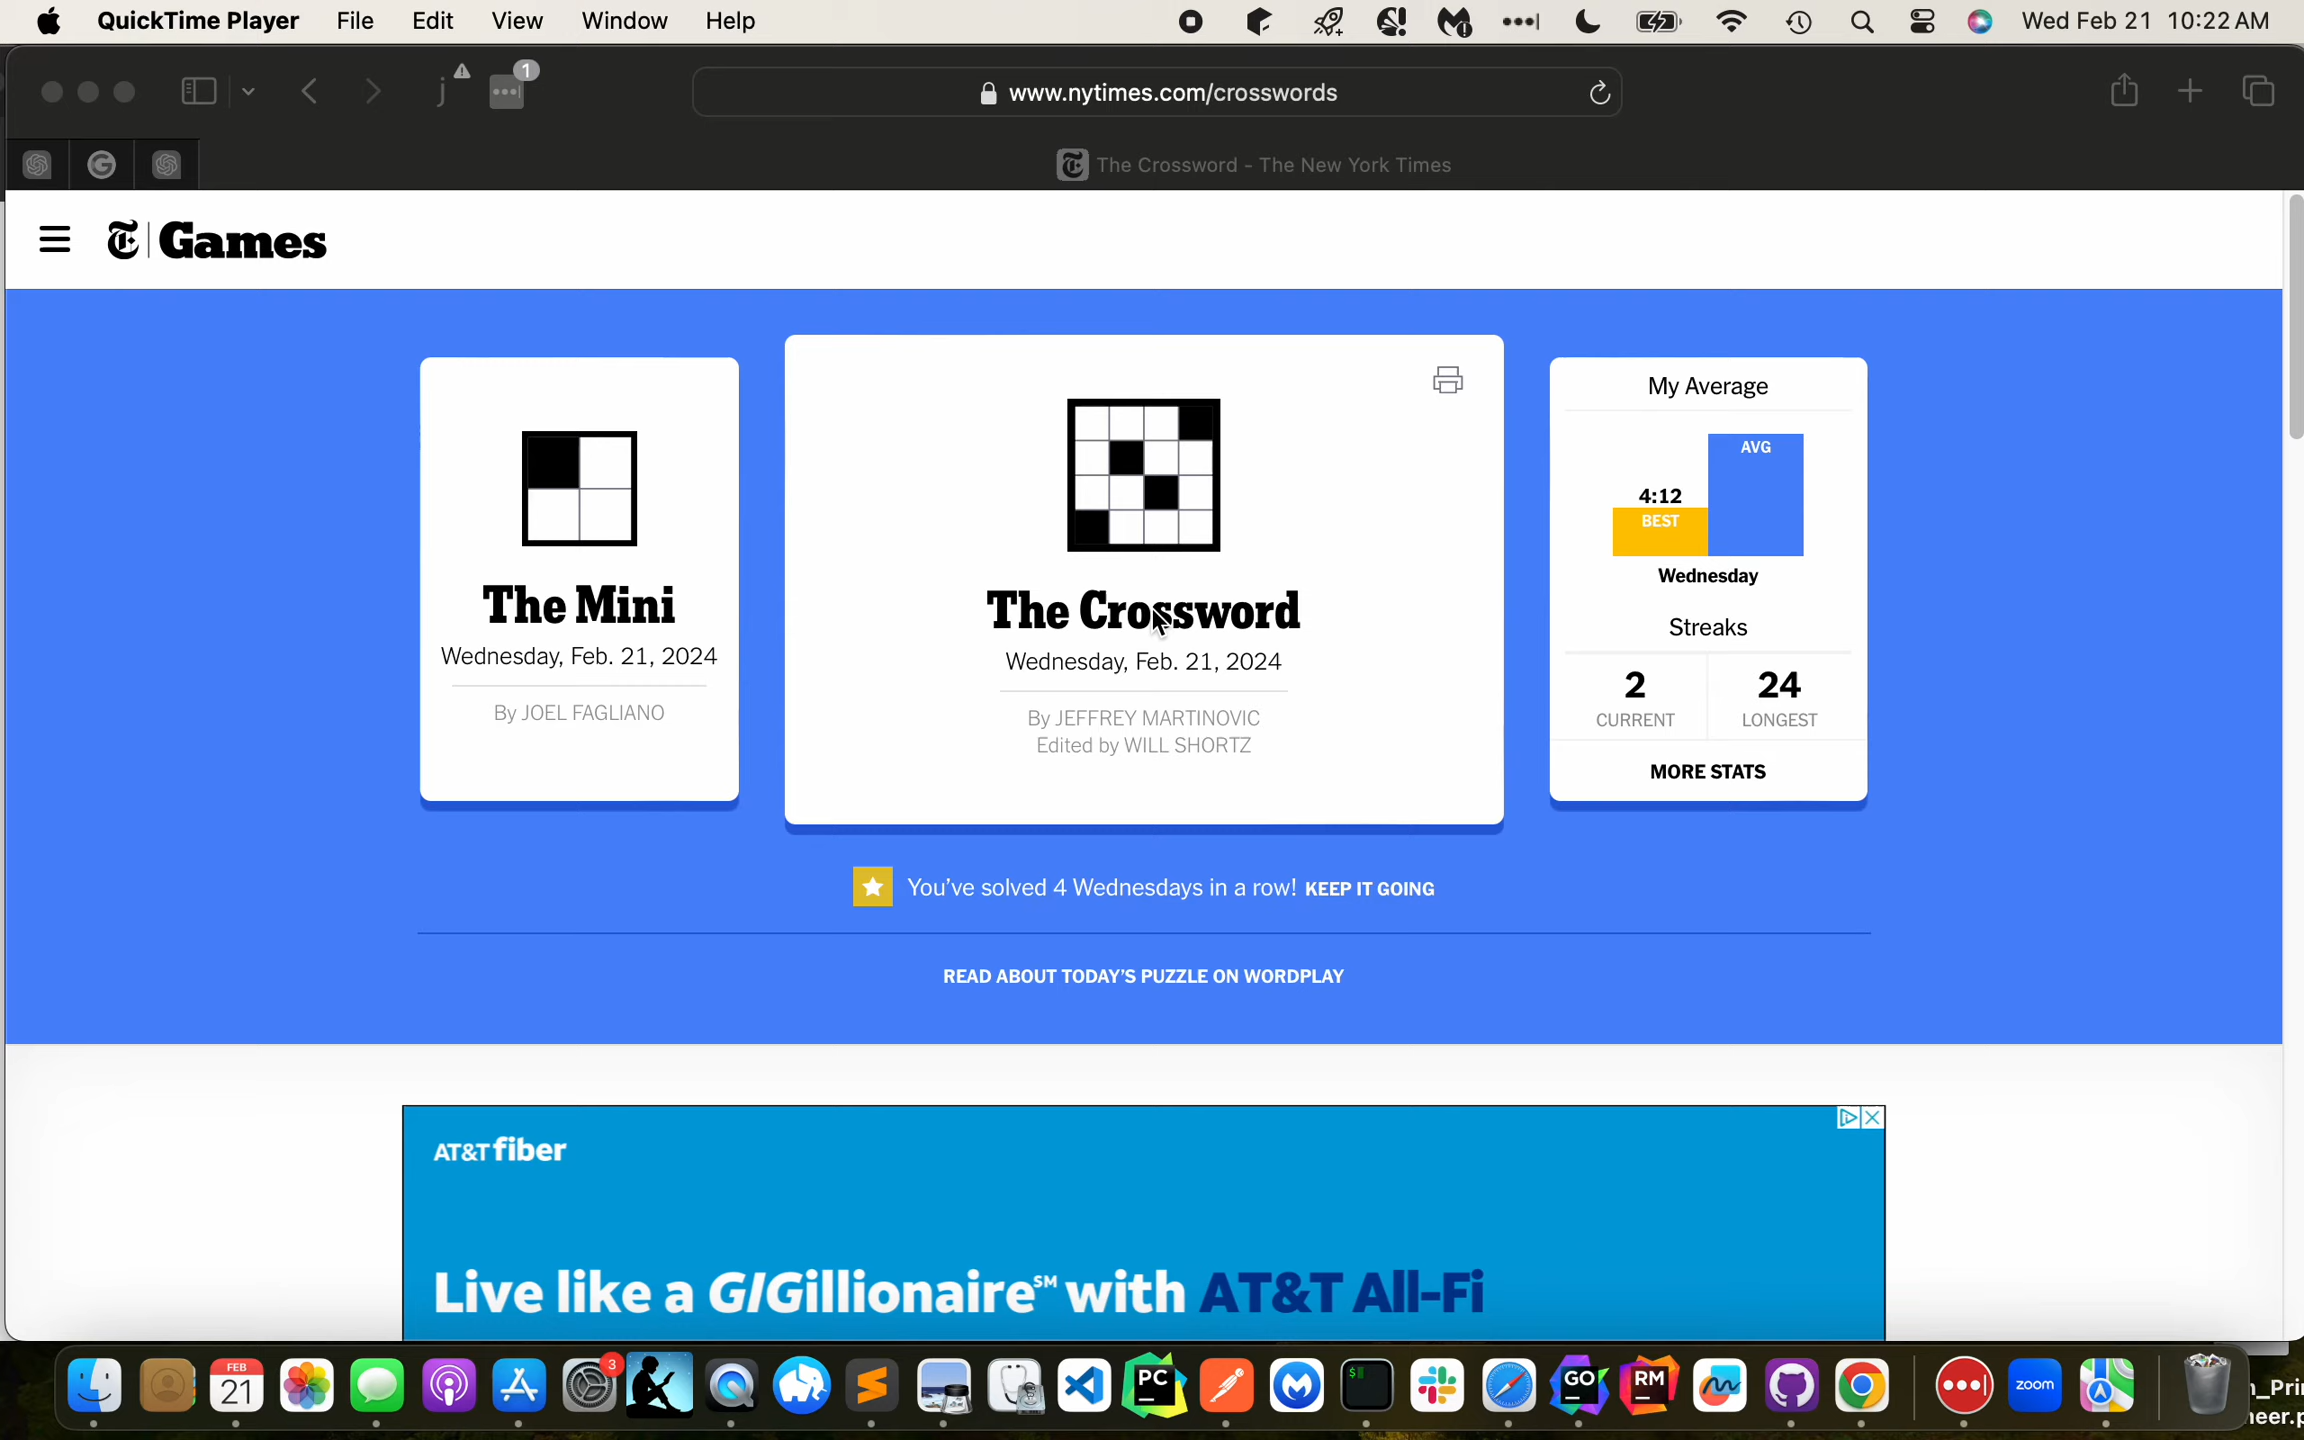 QuickTime Player File Edit View Window Help Wed Feb 21 10:22 AM
j 1 www.nytimes.com/crosswords
The Crossword - The New York Times
T Games
The Mini
Wednesday, Feb. 21, 2024
By JOEL FAGLIANO
The Crossword
Wednesday, Feb. 21, 2024
By JEFFREY MARTINOVIC
Edited by WILL SHORTZ
My Average
AVG
4:12
BEST
Wednesday
Streaks
2 24
CURRENT LONGEST
MORE STATS
You've solved 4 Wednesdays in a row! KEEP IT GOING
READ ABOUT TODAY'S PUZZLE ON WORDPLAY
AT&T fiber
Live like a GIGillionaire℠ with AT&T All-Fi
FEB
21
3
PC
$
GO
RM
zoom